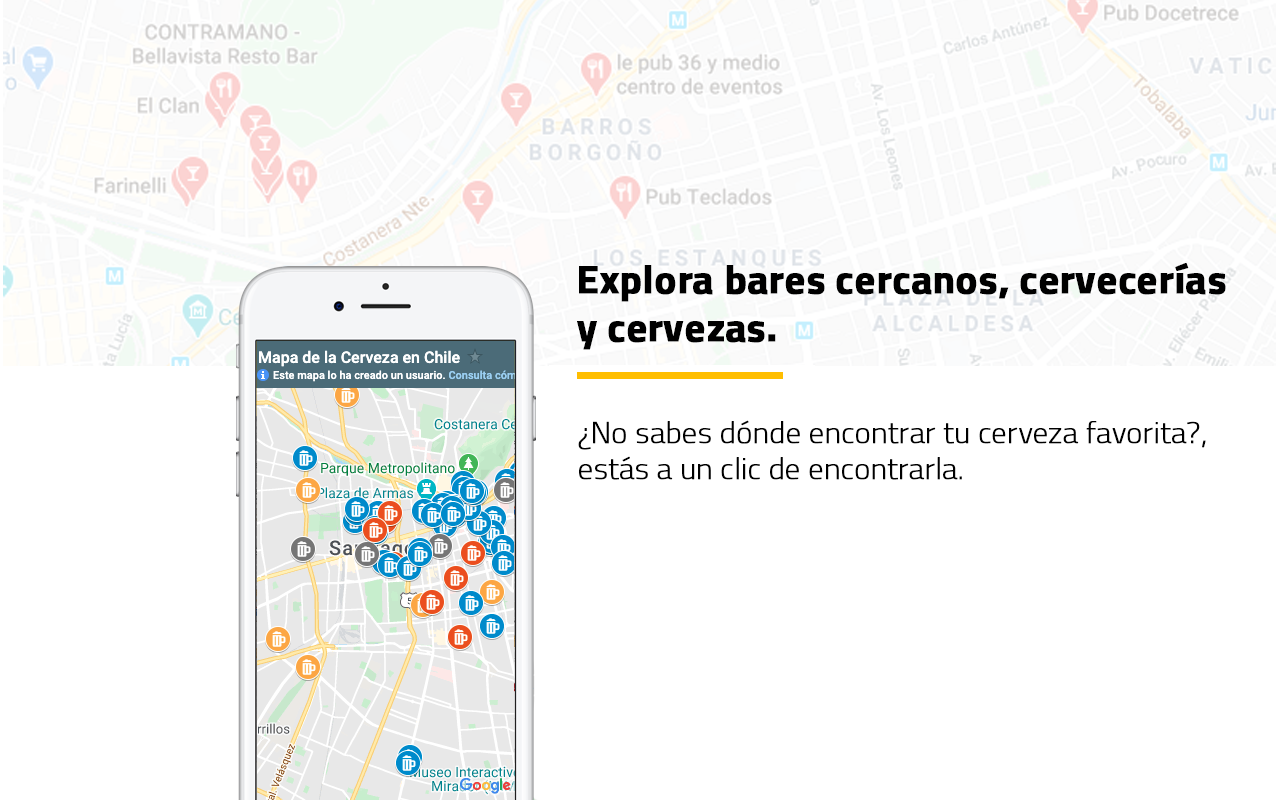 CONTRAMANO -
Bellavista Resto Bar
El Clan
Farinelli
le pub 36 y medio
centro de eventos
BARROS
BORGOÑO
Pub Teclados
Costanera Nte.
LOS ESTANQUES
Carlos Antúnez
Av. Los Leones
Pub Docetrece
VATIC
Tobalaba
Av. Pocuro
PLAZA DE LA
ALCALDESA
Explora bares cercanos, cervecerías
y cervezas.
¿No sabes dónde encontrar tu cerveza favorita?,
estás a un clic de encontrarla.
Mapa de la Cerveza en Chile
Este mapa lo ha creado un usuario. Consulta cóm
Costanera Ce
Parque Metropolitano
Plaza de Armas
Santiago
5
rrillos
al. Velásquez
Museo Interactiv
Mira
Google